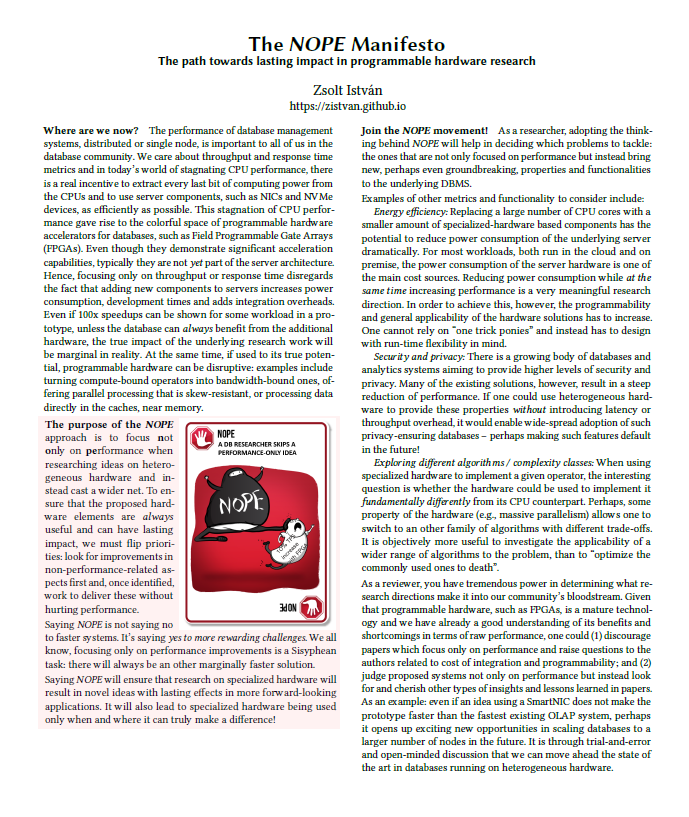 The NOPE Manifesto
The path towards lasting impact in programmable hardware research
Zsolt István
https://zistvan.github.io
Where are we now? The performance of database management
systems, distributed or single node, is important to all of us in the
database community. We care about throughput and response time
metrics and in today's world of stagnating CPU performance, there
is a real incentive to extract every last bit of computing power from
the CPUs and to use server components, such as NICs and NVMe
devices, as efficiently as possible. This stagnation of CPU perfor-
mance gave rise to the colorful space of programmable hardware
accelerators for databases, such as Field Programmable Gate Arrays
(FPGAs). Even though they demonstrate significant acceleration
capabilities, typically they are not yet part of the server architecture.
Hence, focusing only on throughput or response time disregards
the fact that adding new components to servers increases power
consumption, development times and adds integration overheads.
Even if 100x speedups can be shown for some workload in a pro-
totype, unless the database can always benefit from the additional
hardware, the true impact of the underlying research work will
be marginal in reality. At the same time, if used to its true poten-
tial, programmable hardware can be disruptive: examples include
turning compute-bound operators into bandwidth-bound ones, of-
fering parallel processing that is skew-resistant, or processing data
directly in the caches, near memory.
The purpose of the NOPE
approach is to focus not
only on performance when
researching ideas on hetero-
geneous hardware and in-
stead cast a wider net. To en-
sure that the proposed hard-
ware elements are always
useful and can have lasting
impact, we must flip priori-
ties: look for improvements in
non-performance-related as-
pects first and, once identified,
work to deliver these without
hurting performance.
NOPE
A DB RESEARCHER SKIPS A
PERFORMANCE-ONLY IDEA
NOPE
NOPE
Saying NOPE is not saying no
to faster systems. It's saying yes to more rewarding challenges. We all
know, focusing only on performance improvements is a Sisyphean
task: there will always be an other marginally faster solution.
Saying NOPE will ensure that research on specialized hardware will
result in novel ideas with lasting effects in more forward-looking
applications. It will also lead to specialized hardware being used
only when and where it can truly make a difference!
Join the NOPE movement! As a researcher, adopting the think-
ing behind NOPE will help in deciding which problems to tackle:
the ones that are not only focused on performance but instead bring
new, perhaps even groundbreaking, properties and functionalities
to the underlying DBMS.
Examples of other metrics and functionality to consider include:
Energy efficiency: Replacing a large number of CPU cores with a
smaller amount of specialized-hardware based components has the
potential to reduce power consumption of the underlying server
dramatically. For most workloads, both run in the cloud and on
premise, the power consumption of the server hardware is one of
the main cost sources. Reducing power consumption while at the
same time increasing performance is a very meaningful research
direction. In order to achieve this, however, the programmability
and general applicability of the hardware solutions has to increase.
One cannot rely on "one trick ponies" and instead has to design
with run-time flexibility in mind.
Security and privacy: There is a growing body of databases and
analytics systems aiming to provide higher levels of security and
privacy. Many of the existing solutions, however, result in a steep
reduction of performance. If one could use heterogeneous hard-
ware to provide these properties without introducing latency or
throughput overhead, it would enable wide-spread adoption of such
privacy-ensuring databases – perhaps making such features default
in the future!
Exploring different algorithms / complexity classes: When using
specialized hardware to implement a given operator, the interesting
question is whether the hardware could be used to implement it
fundamentally differently from its CPU counterpart. Perhaps, some
property of the hardware (e.g., massive parallelism) allows one to
switch to an other family of algorithms with different trade-offs.
It is objectively more useful to investigate the applicability of a
wider range of algorithms to the problem, than to "optimize the
commonly used ones to death".
As a reviewer, you have tremendous power in determining what re-
search directions make it into our community's bloodstream. Given
that programmable hardware, such as FPGAs, is a mature technol-
ogy and we have already a good understanding of its benefits and
shortcomings in terms of raw performance, one could (1) discourage
papers which focus only on performance and raise questions to the
authors related to cost of integration and programmability; and (2)
judge proposed systems not only on performance but instead look
for and cherish other types of insights and lessons learned in papers.
As an example: even if an idea using a SmartNIC does not make the
prototype faster than the fastest existing OLAP system, perhaps
it opens up exciting new opportunities in scaling databases to a
larger number of nodes in the future. It is through trial-and-error
and open-minded discussion that we can move ahead the state of
the art in databases running on heterogeneous hardware.